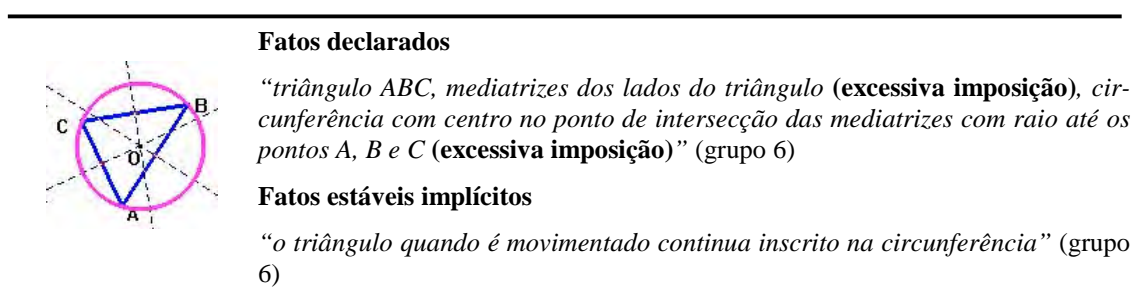 Fatos declarados
“triângulo ABC, mediatrizes dos lados do triângulo (excessiva imposição), cir-
cunferência com centro no ponto de intersecção das mediatrizes com raio até os
pontos A, B e C (excessiva imposição)” (grupo 6)
Fatos estáveis implícitos
“o triângulo quando é movimentado continua inscrito na circunferência” (grupo
6)
B
C
O
A